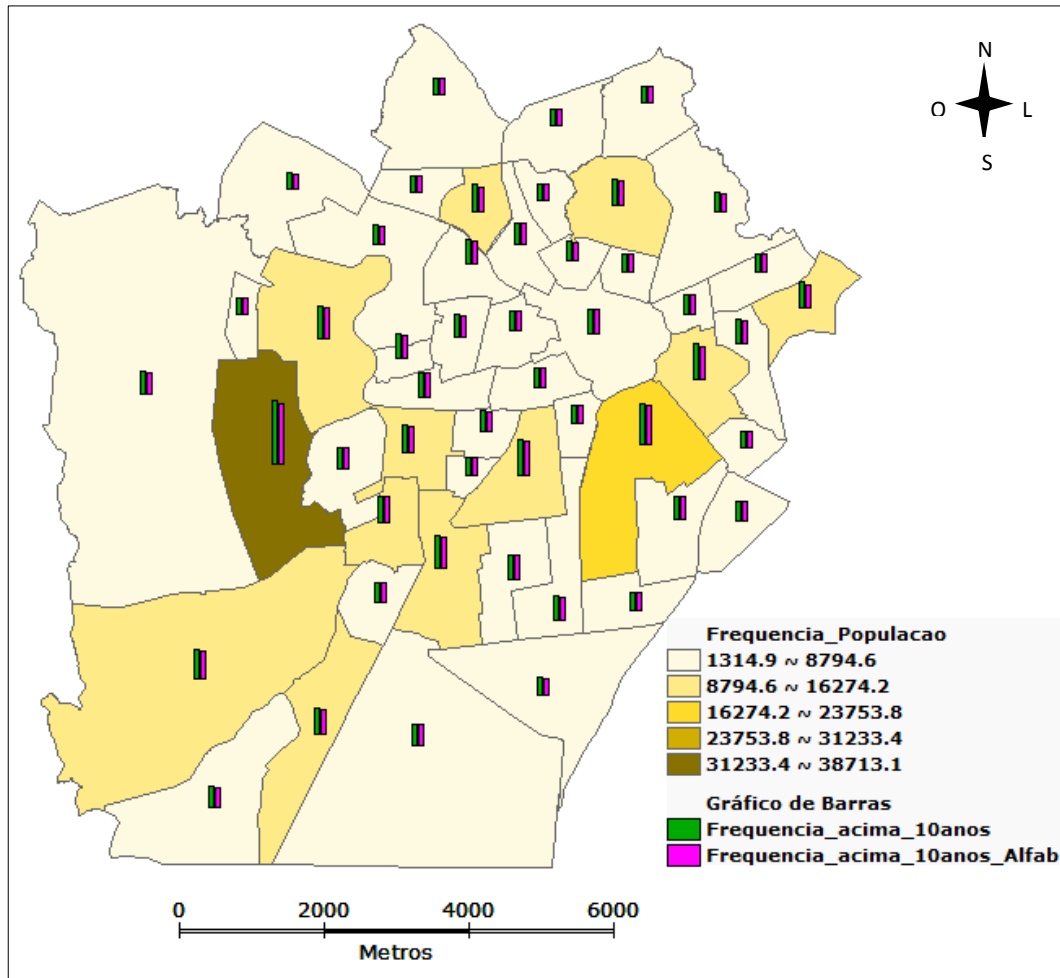 N
O
L
S
Frequencia_Populacao
1314.9 ~ 8794.6
8794.6 ~ 16274.2
16274.2 ~ 23753.8
23753.8 ~ 31233.4
31233.4 ~ 38713.1
Gráfico de Barras
Frequencia_acima_10anos
Frequencia_acima_10anos_Alfab
0 2000 4000 6000
Metros